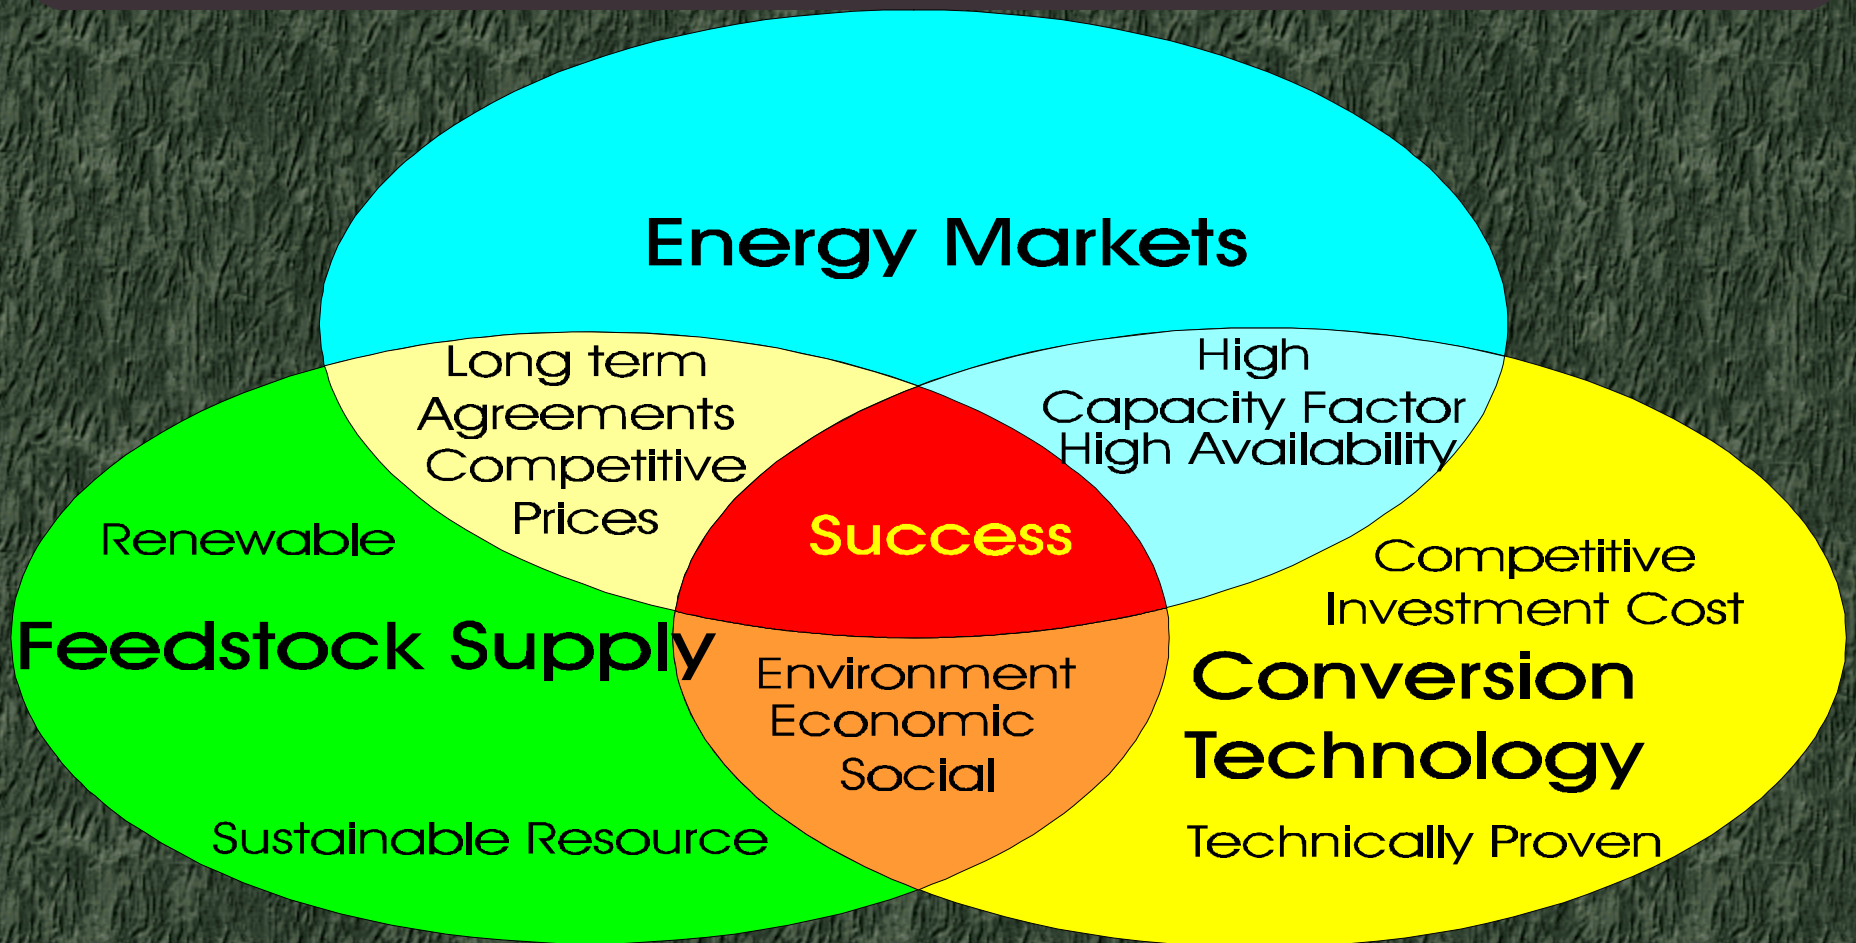 Energy Markets
Long term
Agreements
Competitive
Prices
High
Capacity Factor
High Availability
Success
Renewable
Feedstock Supply
Sustainable Resource
Environment
Economic
Social
Competitive
Investment Cost
Conversion
Technology
Technically Proven